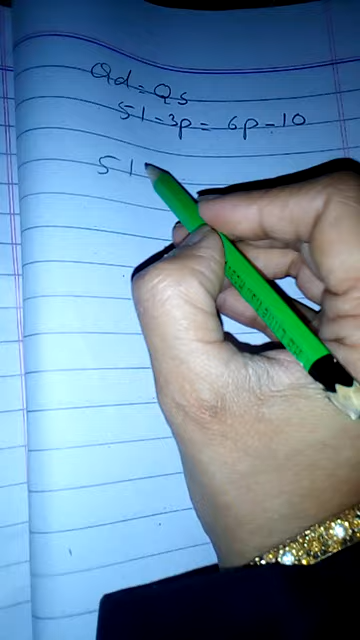 Qd = Qs
51 - 3p = 6p - 10
51